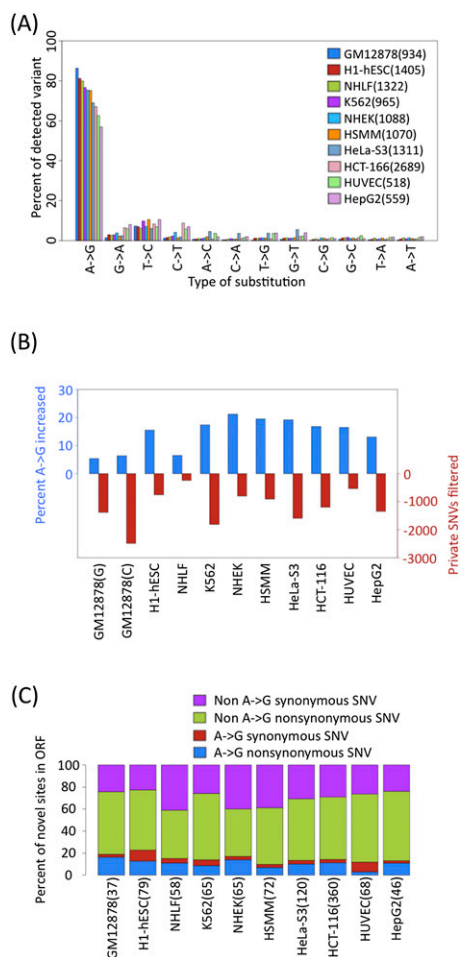 (A)
Percent of detected variant
100
80
60
40
20
0
GM12878(934)
H1-hESC(1405)
NHLF(1322)
K562(965)
NHEK(1088)
HSMM(1070)
HeLa-S3(1311)
HCT-166(2689)
HUVEC(518)
HepG2(559)
A->G
G->A
T->C
C->T
A->C
C->A
T->G
G->T
C->G
G->C
T->A
A->T
Type of substitution
(B)
Percent A->G increased
30
20
10
0
0
-1000
-2000
-3000
Private SNVs filtered
GM12878(G)
GM12878(C)
H1-hESC
NHLF
K562
NHEK
HSMM
HeLa-S3
HCT-116
HUVEC
HepG2
(C)
Non A->G synonymous SNV
Non A->G nonsynonymous SNV
A->G synonymous SNV
A->G nonsynonymous SNV
Percent of novel sites in ORF
100
80
60
40
20
0
GM12878(37)
H1-hESC(79)
NHLF(58)
K562(65)
NHEK(65)
HSMM(72)
HeLa-S3(120)
HCT-116(360)
HUVEC(68)
HepG2(46)